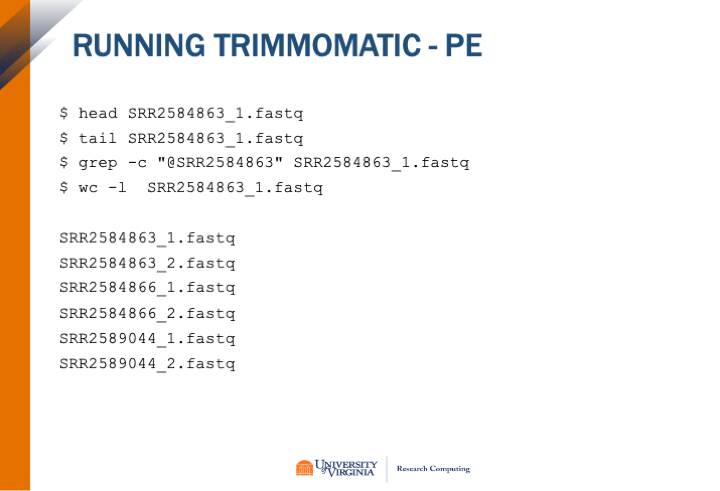 RUNNING TRIMMOMATIC - PE
$ head SRR2584863_1.fastq
$ tail SRR2584863_1.fastq
$ grep -c "@SRR2584863" SRR2584863_1.fastq
$ wc -l  SRR2584863_1.fastq
SRR2584863_1.fastq
SRR2584863_2.fastq
SRR2584866_1.fastq
SRR2584866_2.fastq
SRR2589044_1.fastq
SRR2589044_2.fastq
UNIVERSITY
of VIRGINIA
Research Computing